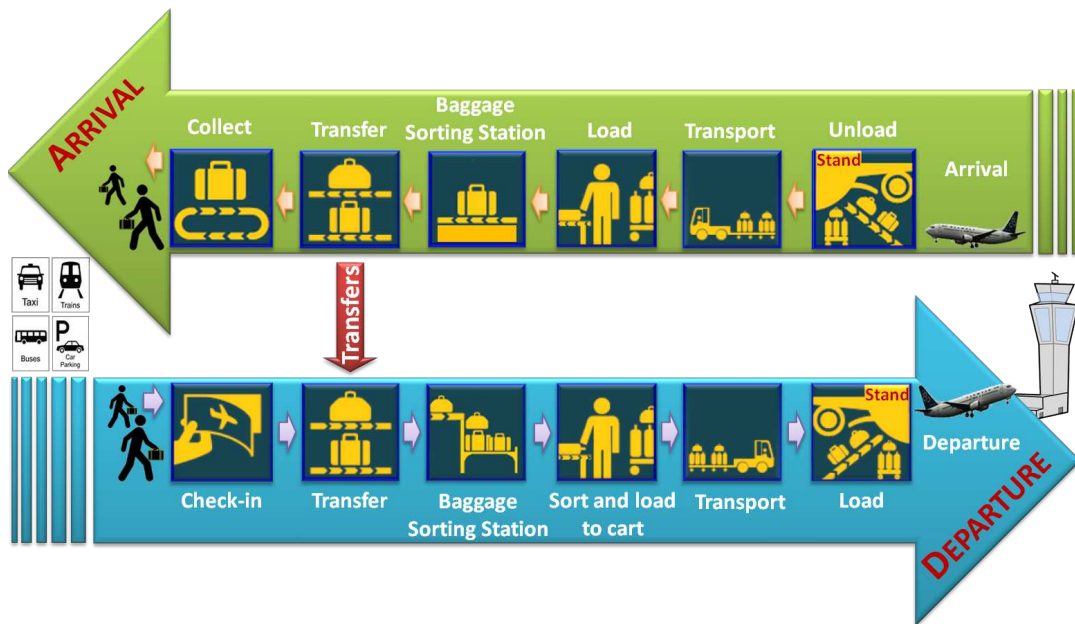 ARRIVAL
Collect
Transfer
Baggage
Sorting Station
Load
Transport
Unload
Stand
Arrival
Taxi
Trains
Buses
P
Car
Parking
Transfers
Stand
Departure
Check-in
Transfer
Baggage
Sorting Station
Sort and load
to cart
Transport
Load
DEPARTURE